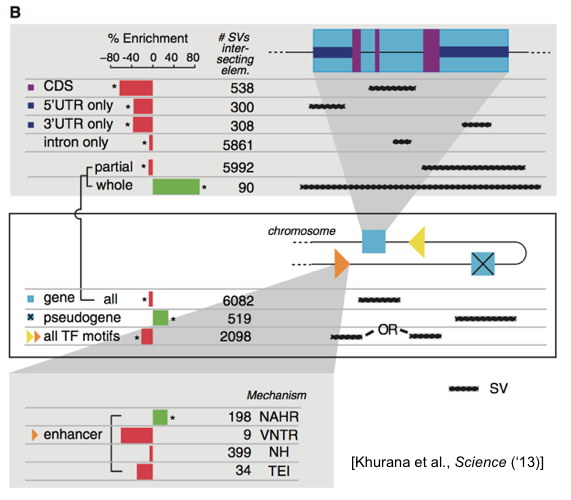 B
% Enrichment
−80 −40 0 40 80
# SVs
inter-
secting
elem.
CDS * 538
5'UTR only * 300
3'UTR only * 308
intron only * 5861
partial * 5992
whole * 90
chromosome
gene all * 6082
pseudogene * 519
all TF motifs * 2098
OR
SV
Mechanism
* 198 NAHR
enhancer 9 VNTR
399 NH
34 TEI
[Khurana et al., Science ('13)]